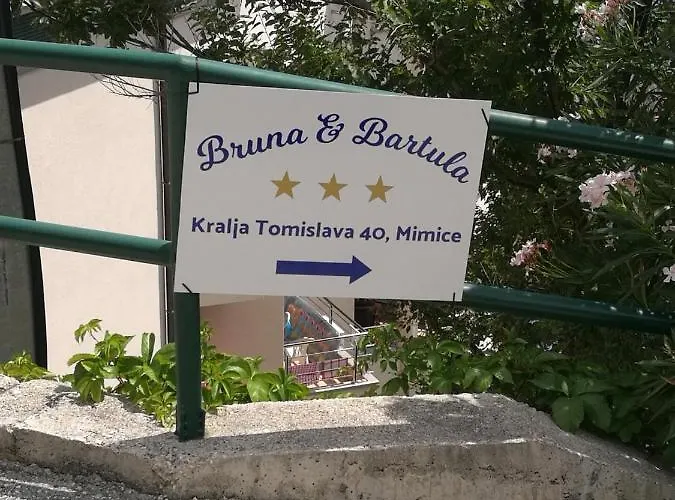 Bruna & Bartula
Kralja Tomislava 40, Mimice